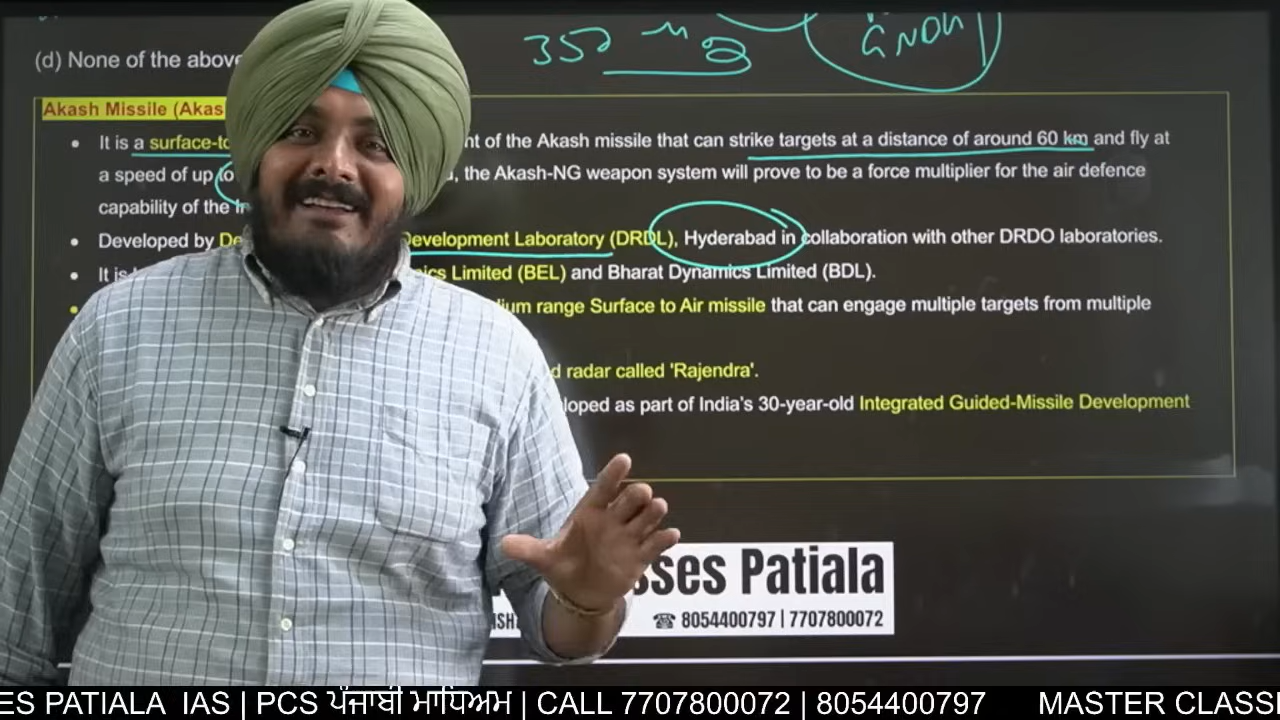 352
GNDH
(d) None of the above
Akash Missile (Akas
It is a surface-to nt of the Akash missile that can strike targets at a distance of around 60 km and fly at
a speed of up to , the Akash-NG weapon system will prove to be a force multiplier for the air defence
capability of the
Developed by De Development Laboratory (DRDL), Hyderabad in collaboration with other DRDO laboratories.
It is ics Limited (BEL) and Bharat Dynamics Limited (BDL).
ium range Surface to Air missile that can engage multiple targets from multiple
d radar called 'Rajendra'.
loped as part of India's 30-year-old Integrated Guided-Missile Development
sses Patiala
☎ 8054400797 | 7707800072
ES PATIALA IAS | PCS ਪੰਜਾਬੀ ਮਾਧਿਅਮ | CALL 7707800072 | 8054400797 MASTER CLASS